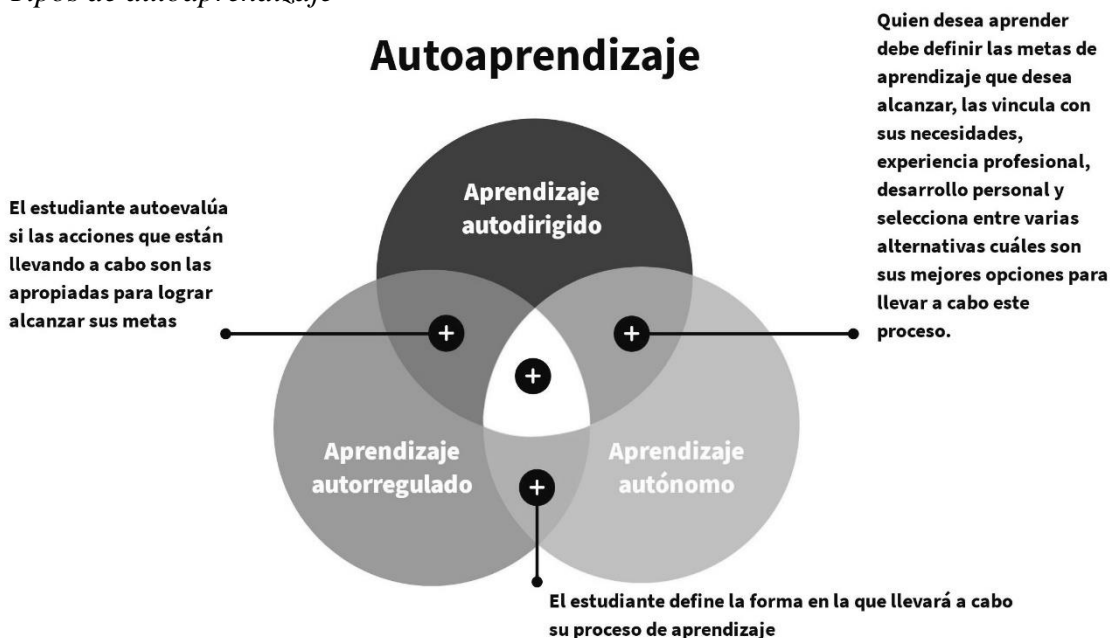 Tipos de autoaprendizaje
Autoaprendizaje
Quien desea aprender
debe definir las metas de
aprendizaje que desea
alcanzar, las vincula con
sus necesidades,
experiencia profesional,
desarrollo personal y
selecciona entre varias
alternativas cuáles son
sus mejores opciones para
llevar a cabo este
proceso.
Aprendizaje
autodirigido
El estudiante autoevalúa
si las acciones que están
llevando a cabo son las
apropiadas para lograr
alcanzar sus metas
Aprendizaje
autorregulado
Aprendizaje
autónomo
El estudiante define la forma en la que llevará a cabo
su proceso de aprendizaje